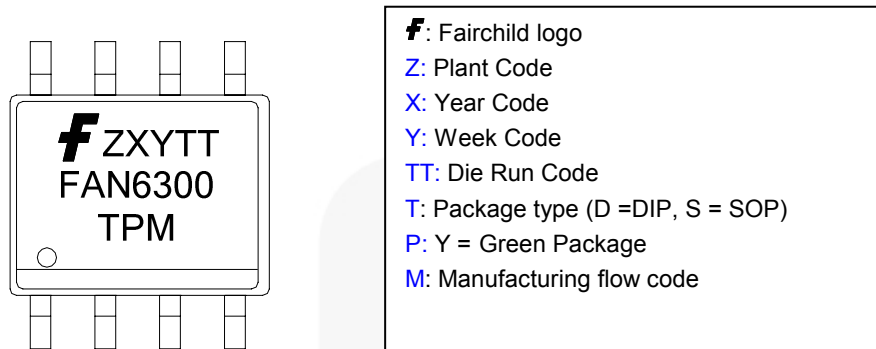 ZXYTT
FAN6300
TPM
: Fairchild logo
Z: Plant Code
X: Year Code
Y: Week Code
TT: Die Run Code
T: Package type (D =DIP, S = SOP)
P: Y = Green Package
M: Manufacturing flow code